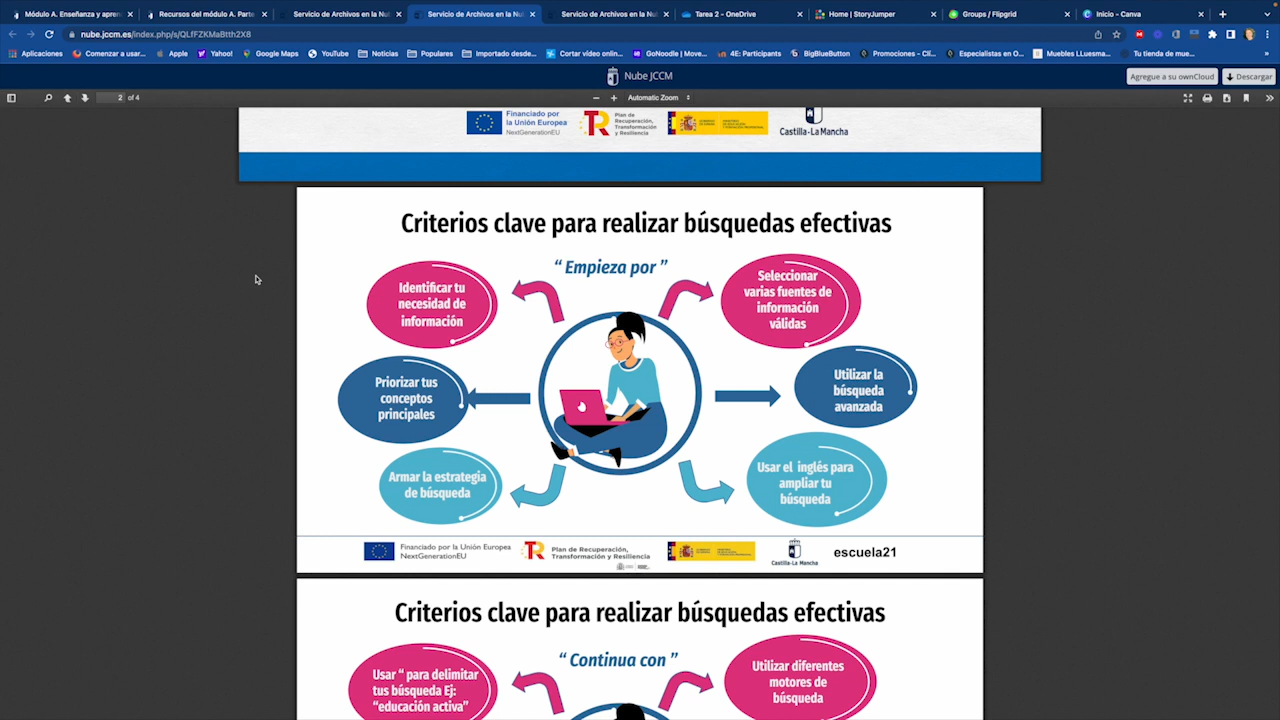 Módulo A. Enseñanza y apren
Recursos del módulo A. Parte
Servicio de Archivos en la Nub
Servicio de Archivos en la Nub
Servicio de Archivos en la Nub
Tarea 2 - OneDrive
Home | StoryJumper
Groups / Flipgrid
Inicio - Canva
nube.jccm.es/index.php/s/QLfFZKMaBtth2X8
Aplicaciones
Comenzar a usar...
Apple
Yahoo!
Google Maps
YouTube
Noticias
Populares
Importado desde...
Cortar vídeo onlin...
GoNoodle | Move...
4E: Participants
BigBlueButton
Promociones - Clí...
Especialistas en O...
Muebles LLuesma...
Tu tienda de mue...
Nube JCCM
Agregue a su ownCloud
Descargar
2 of 4
Automatic Zoom
Financiado por
la Unión Europea
NextGenerationEU
Plan de
Recuperación,
Transformación
y Resiliencia
Castilla-La Mancha
Criterios clave para realizar búsquedas efectivas
“ Empieza por ”
Identificar tu
necesidad de
información
Seleccionar
varias fuentes de
información
válidas
Priorizar tus
conceptos
principales
Utilizar la
búsqueda
avanzada
Armar la estrategia
de búsqueda
Usar el inglés para
ampliar tu
búsqueda
Financiado por la Unión Europea
NextGenerationEU
Plan de Recuperación,
Transformación y Resiliencia
Castilla-La Mancha
escuela21
Criterios clave para realizar búsquedas efectivas
“ Continua con ”
Usar “ para delimitar
tus búsqueda Ej:
“educación activa”
Utilizar diferentes
motores de
búsqueda